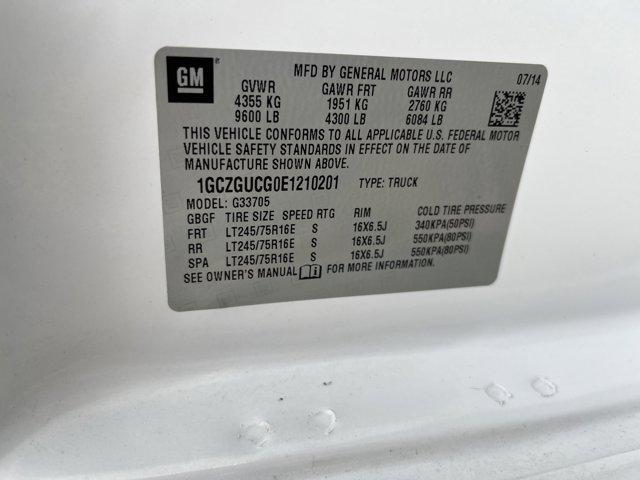 GM
MFD BY GENERAL MOTORS LLC 07/14
GVWR GAWR FRT GAWR RR
4355 KG 1951 KG 2760 KG
9600 LB 4300 LB 6084 LB
THIS VEHICLE CONFORMS TO ALL APPLICABLE U.S. FEDERAL MOTOR
VEHICLE SAFETY STANDARDS IN EFFECT ON THE DATE OF
MANUFACTURE SHOWN ABOVE.
1GCZGUCG0E1210201 TYPE: TRUCK
MODEL: G33705
GBGF TIRE SIZE SPEED RTG RIM COLD TIRE PRESSURE
FRT LT245/75R16E S 16X6.5J 340KPA(50PSI)
RR LT245/75R16E S 16X6.5J 550KPA(80PSI)
SPA LT245/75R16E S 16X6.5J 550KPA(80PSI)
SEE OWNER'S MANUAL FOR MORE INFORMATION.